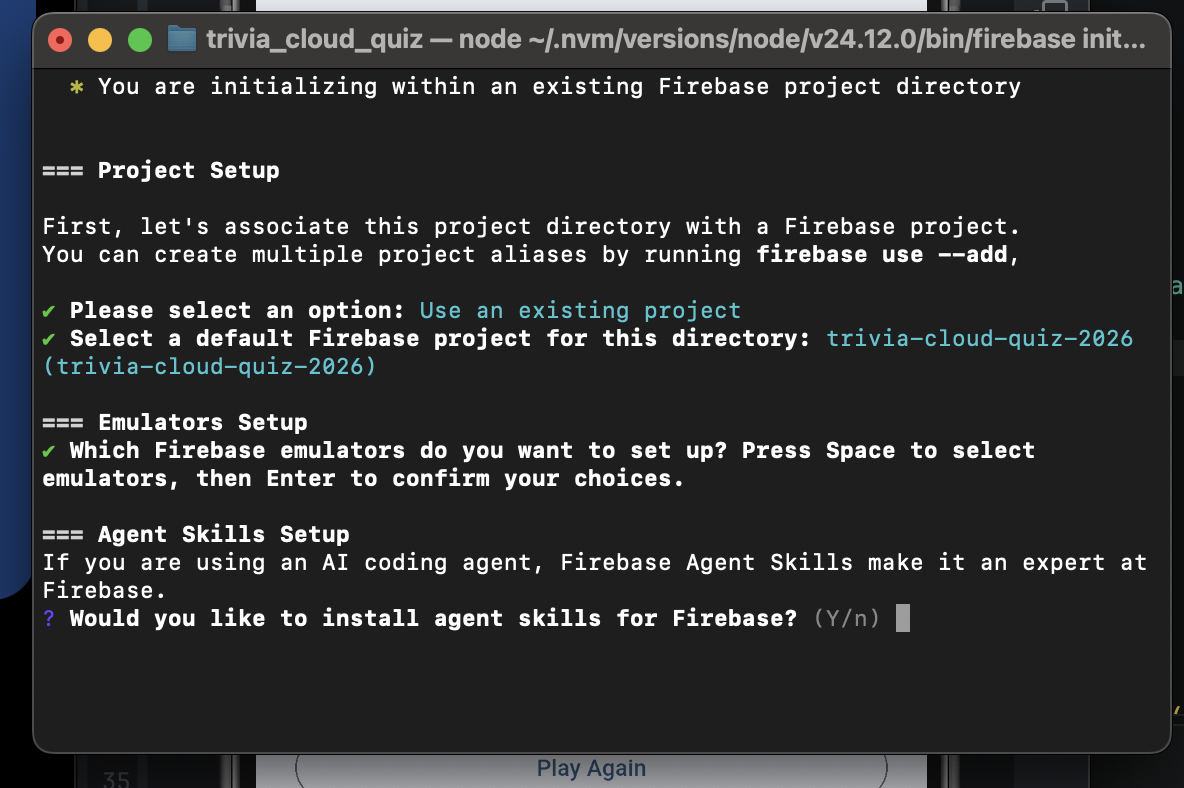 trivia_cloud_quiz — node ~/.nvm/versions/node/v24.12.0/bin/firebase init...
* You are initializing within an existing Firebase project directory
=== Project Setup
First, let's associate this project directory with a Firebase project.
You can create multiple project aliases by running firebase use --add,
✔ Please select an option: Use an existing project
✔ Select a default Firebase project for this directory: trivia-cloud-quiz-2026
(trivia-cloud-quiz-2026)
=== Emulators Setup
✔ Which Firebase emulators do you want to set up? Press Space to select
emulators, then Enter to confirm your choices.
=== Agent Skills Setup
If you are using an AI coding agent, Firebase Agent Skills make it an expert at
Firebase.
? Would you like to install agent skills for Firebase? (Y/n)
35
Play Again